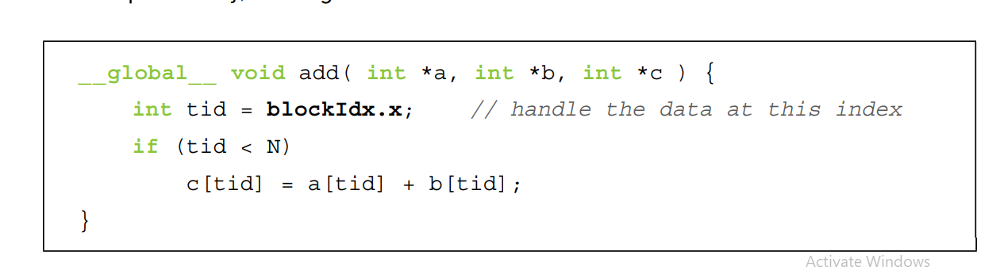 __global__ void add( int *a, int *b, int *c ) {
int tid = blockIdx.x;    // handle the data at this index
if (tid < N)
c[tid] = a[tid] + b[tid];
}
Activate Windows